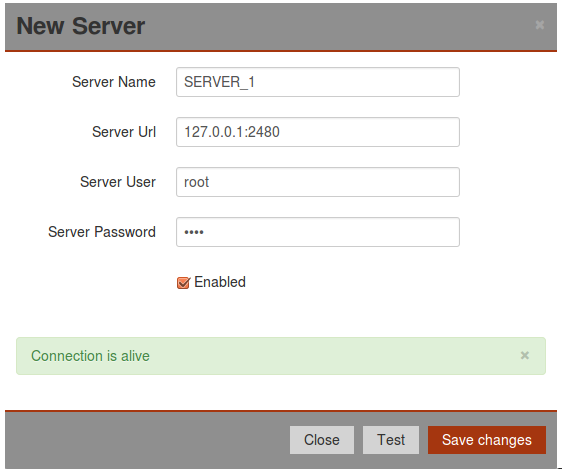 New Server ×
Server Name SERVER_1
Server Url 127.0.0.1:2480
Server User root
Server Password ••••
Enabled
Connection is alive ×
Close Test Save changes